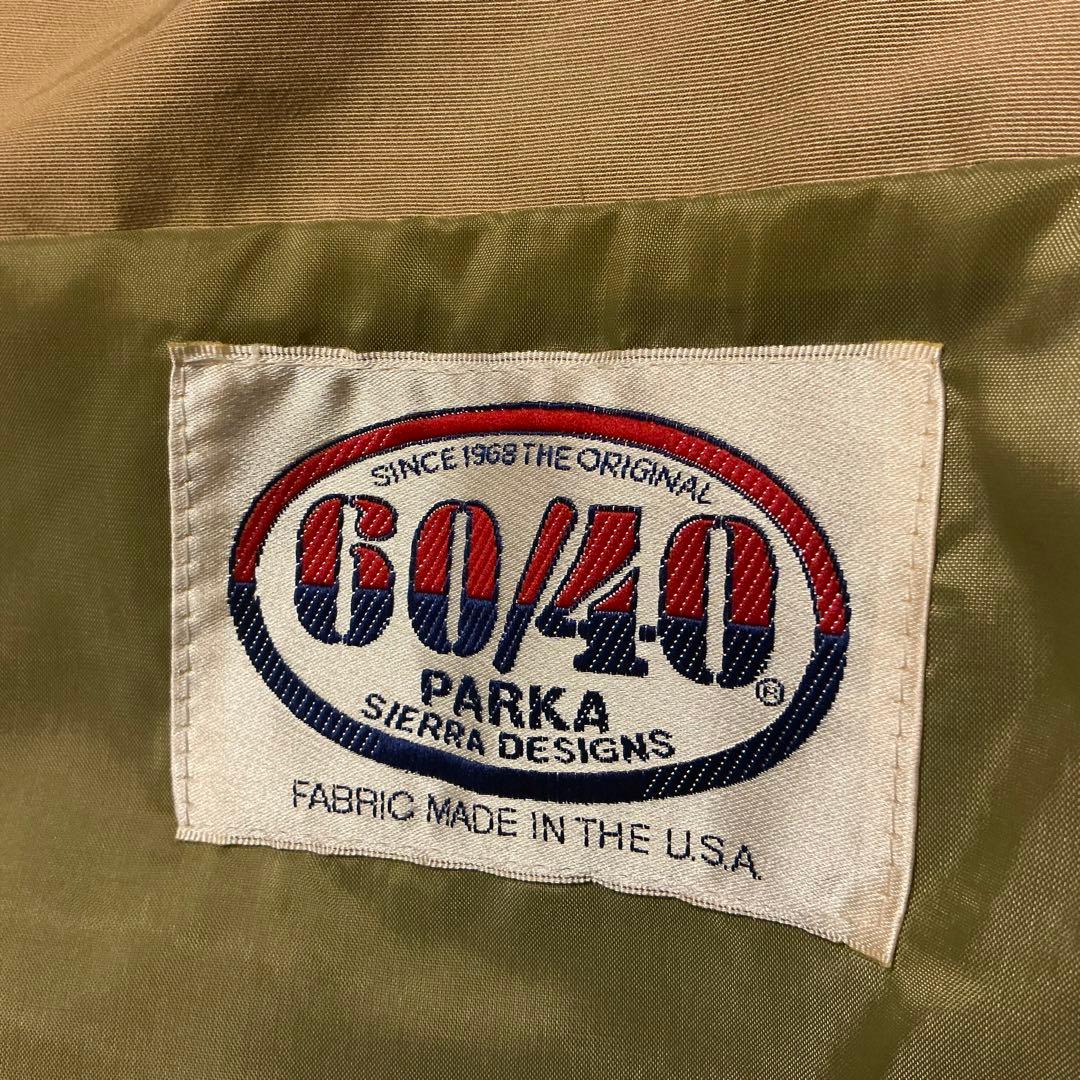 SINCE 1968 THE ORIGINAL
60/40®
PARKA
SIERRA DESIGNS
FABRIC MADE IN THE U.S.A.